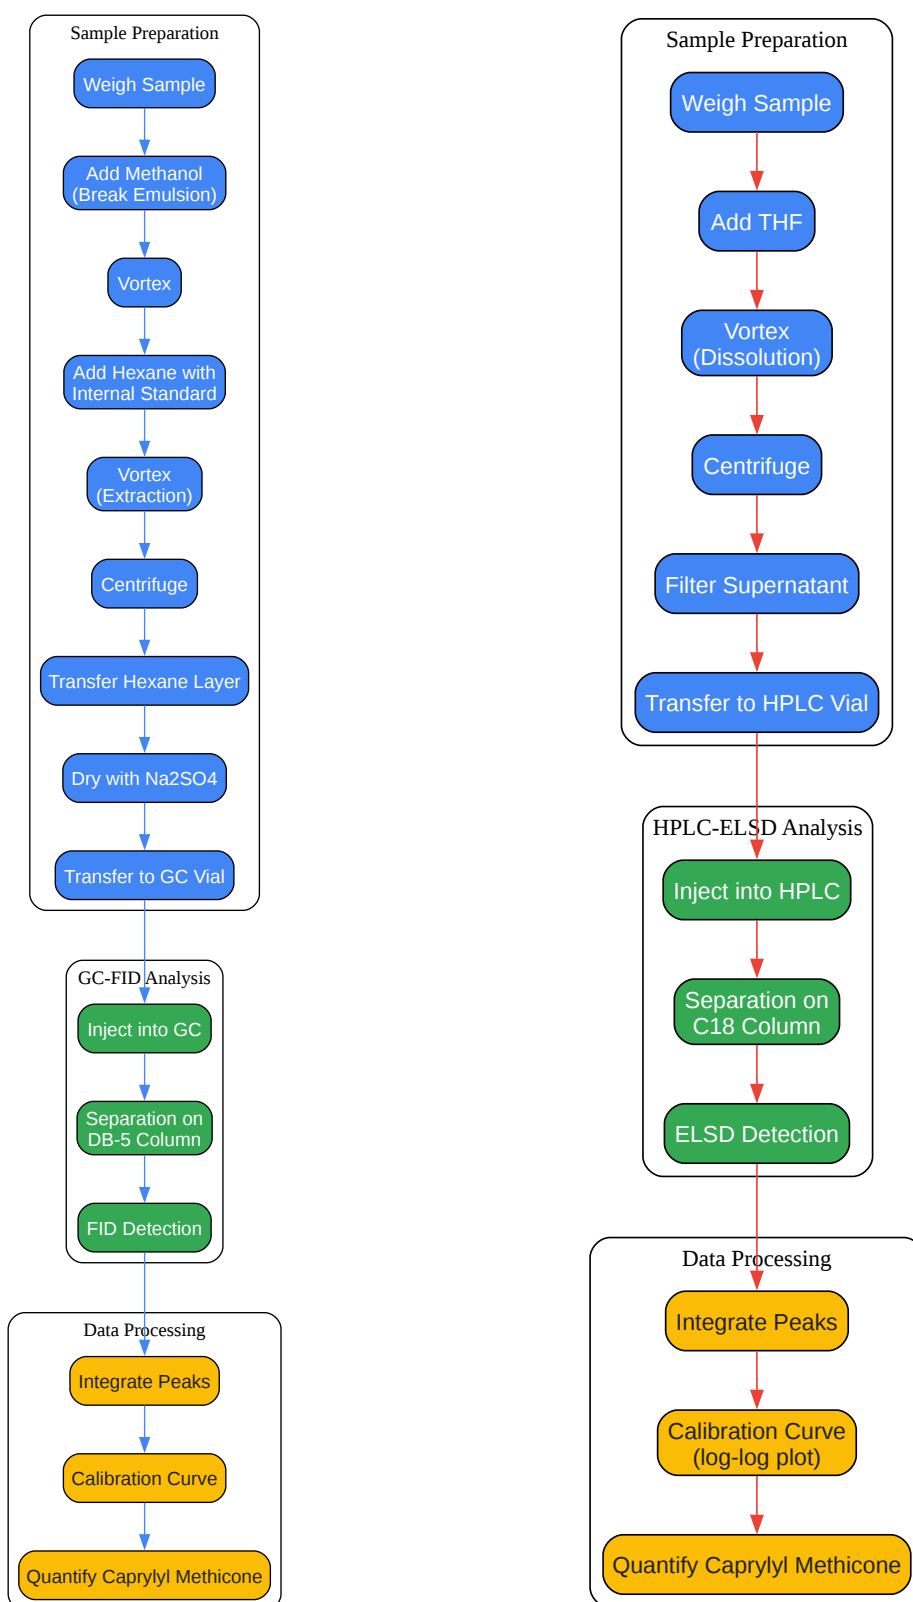 Sample Preparation
Weigh Sample
Add Methanol
(Break Emulsion)
Vortex
Add Hexane with
Internal Standard
Vortex
(Extraction)
Centrifuge
Transfer Hexane Layer
Dry with Na2SO4
Transfer to GC Vial
GC-FID Analysis
Inject into GC
Separation on
DB-5 Column
FID Detection
Data Processing
Integrate Peaks
Calibration Curve
Quantify Caprylyl Methicone
Sample Preparation
Weigh Sample
Add THF
Vortex
(Dissolution)
Centrifuge
Filter Supernatant
Transfer to HPLC Vial
HPLC-ELSD Analysis
Inject into HPLC
Separation on
C18 Column
ELSD Detection
Data Processing
Integrate Peaks
Calibration Curve
(log-log plot)
Quantify Caprylyl Methicone